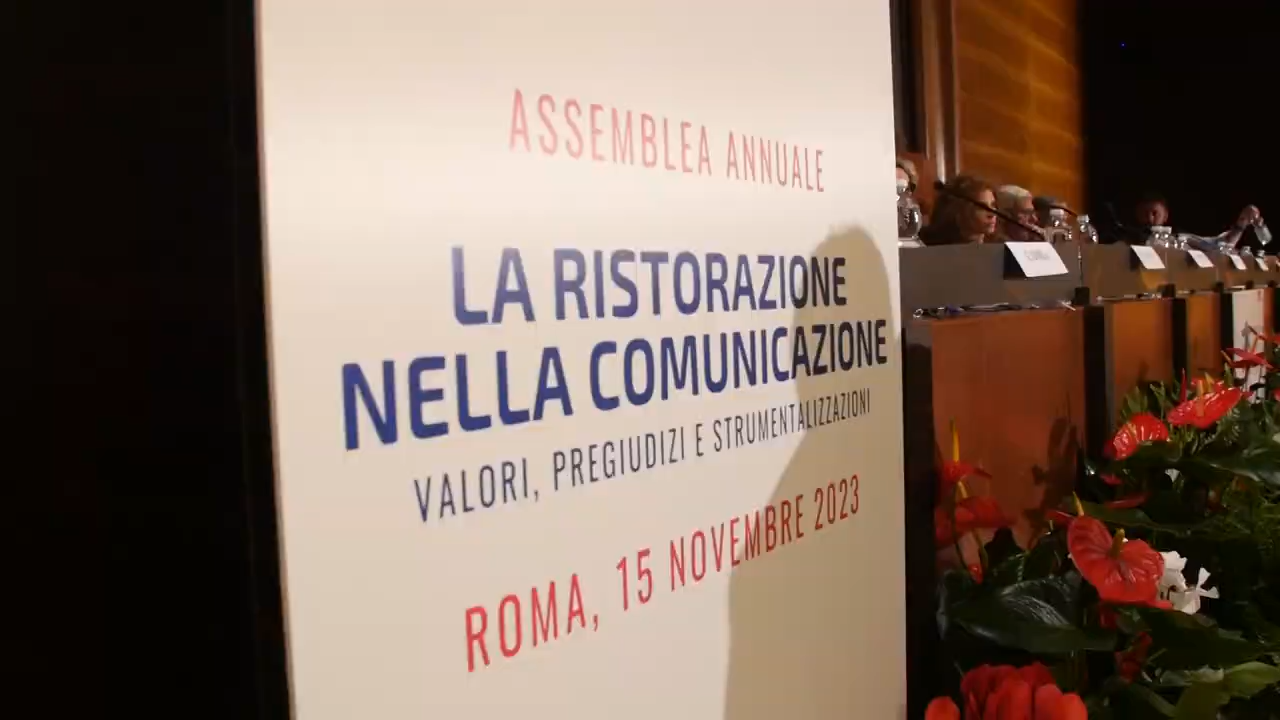 ASSEMBLEA ANNUALE
LA RISTORAZIONE
NELLA COMUNICAZIONE
VALORI, PREGIUDIZI E STRUMENTALIZZAZIONI
ROMA, 15 NOVEMBRE 2023